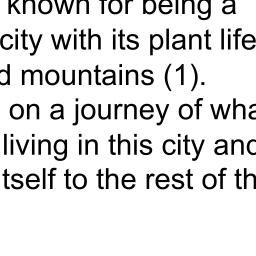 known for being a
city with its plant life
d mountains (1).
on a journey of wha
living in this city and
tself to the rest of th